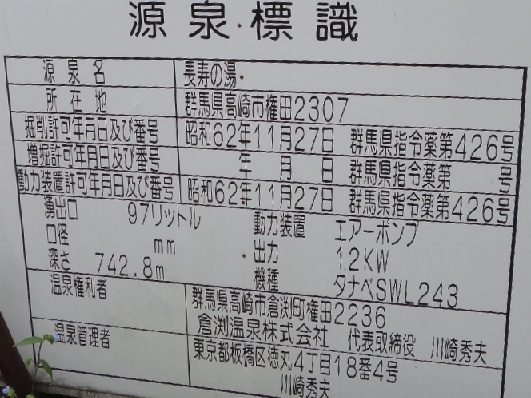 源泉・標識
源泉名 長寿の湯・
所在地 群馬県高崎市権田2307
掘削許可年月日及び番号 昭和62年11月27日 群馬県指令薬第426号
増掘許可年月日及び番号 年 月 日 群馬県指令薬第 号
動力装置許可年月日及び番号 昭和62年11月27日 群馬県指令薬第426号
湧出口 97リットル 動力装置 エアーポンプ
口径 mm 出力 12KW
深さ 742.8m 機種 タナベSWL243
温泉権利者 群馬県高崎市倉渕町権田2236
倉渕温泉株式会社 代表取締役 川崎秀夫
温泉管理者 東京都板橋区徳丸4丁目18番4号
川崎秀夫